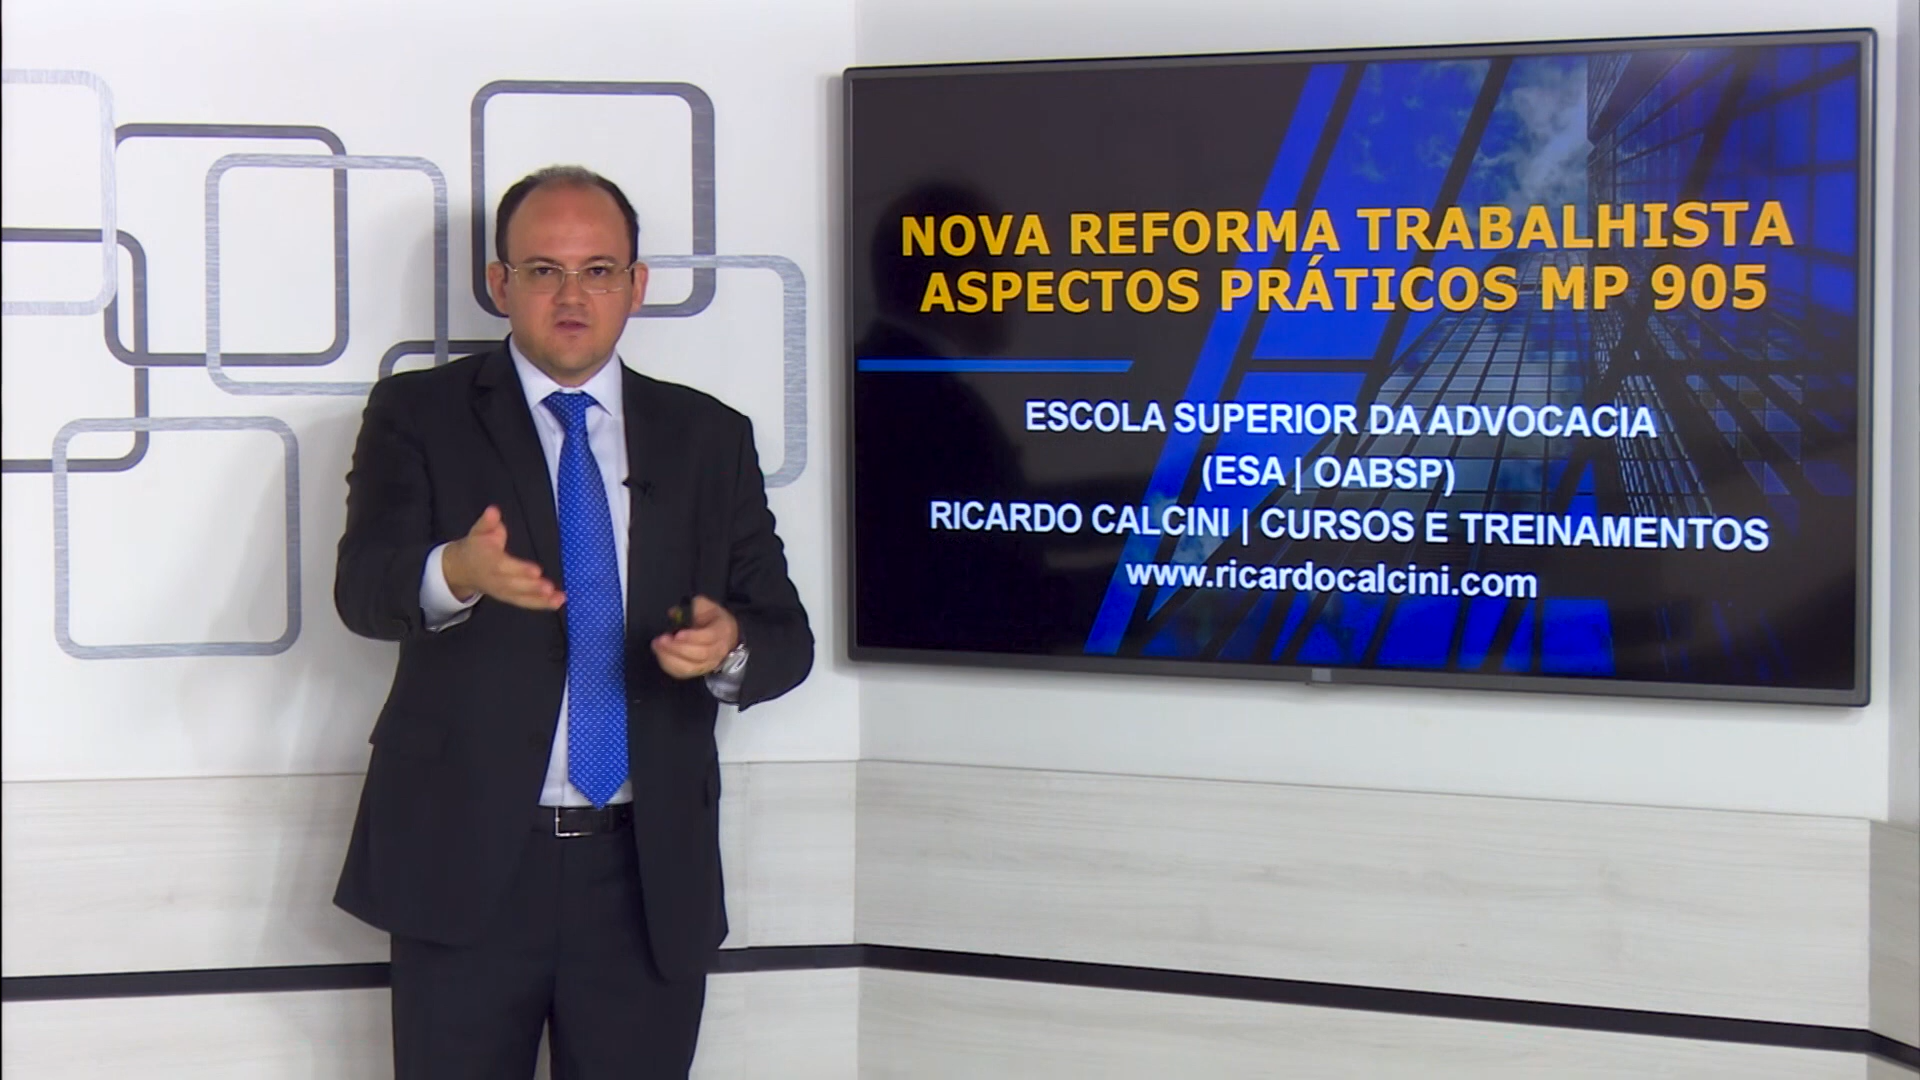 NOVA REFORMA TRABALHISTA
ASPECTOS PRÁTICOS MP 905
ESCOLA SUPERIOR DA ADVOCACIA
(ESA | OABSP)
RICARDO CALCINI | CURSOS E TREINAMENTOS
www.ricardocalcini.com